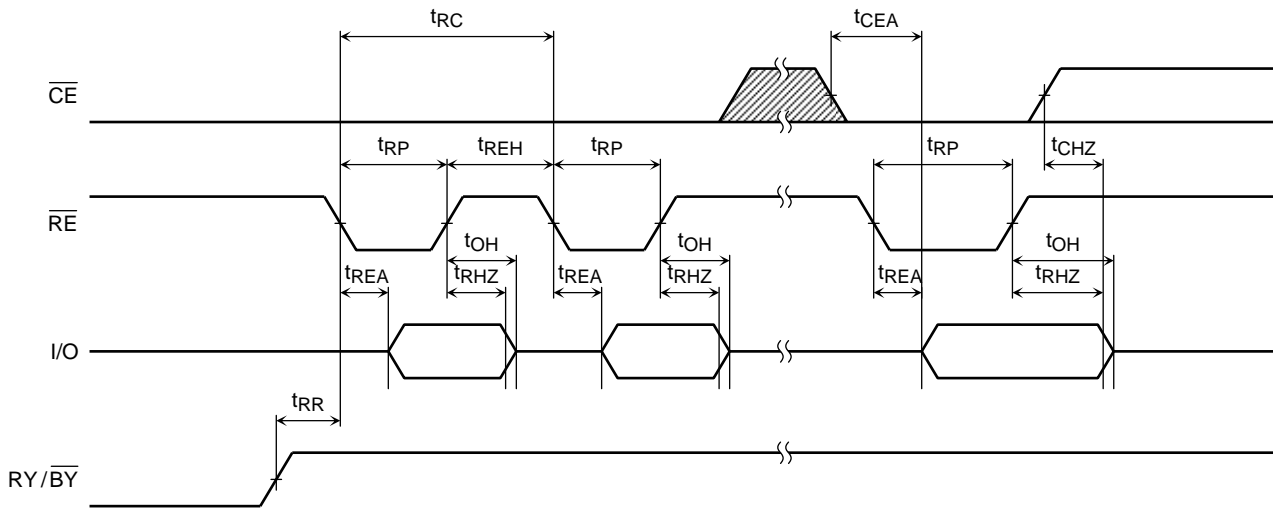 tRC
tCEA
CE
tRP
tREH
tRP
tRP
tCHZ
RE
tOH
tOH
tOH
tREA
tRHZ
tREA
tRHZ
tREA
tRHZ
I/O
tRR
RY/BY